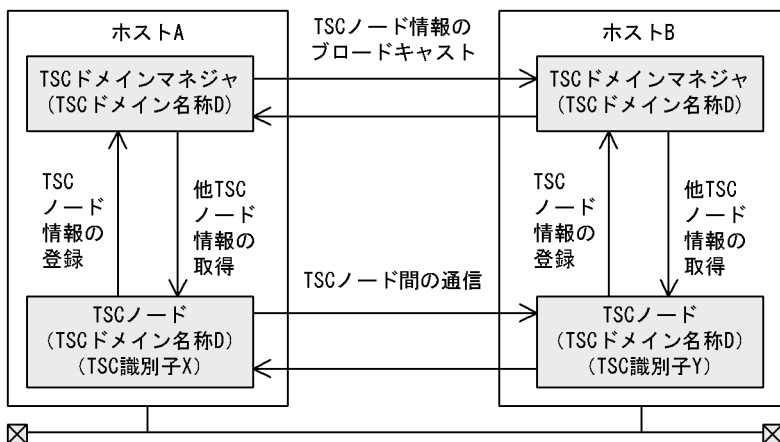 ホストA
TSCノード情報の
ブロードキャスト
ホストB
TSCドメインマネジャ
(TSCドメイン名称D)
TSCドメインマネジャ
(TSCドメイン名称D)
TSC
ノード
情報の
登録
他TSC
ノード
情報の
取得
TSC
ノード
情報の
登録
他TSC
ノード
情報の
取得
TSCノード間の通信
TSCノード
(TSCドメイン名称D)
(TSC識別子X)
TSCノード
(TSCドメイン名称D)
(TSC識別子Y)